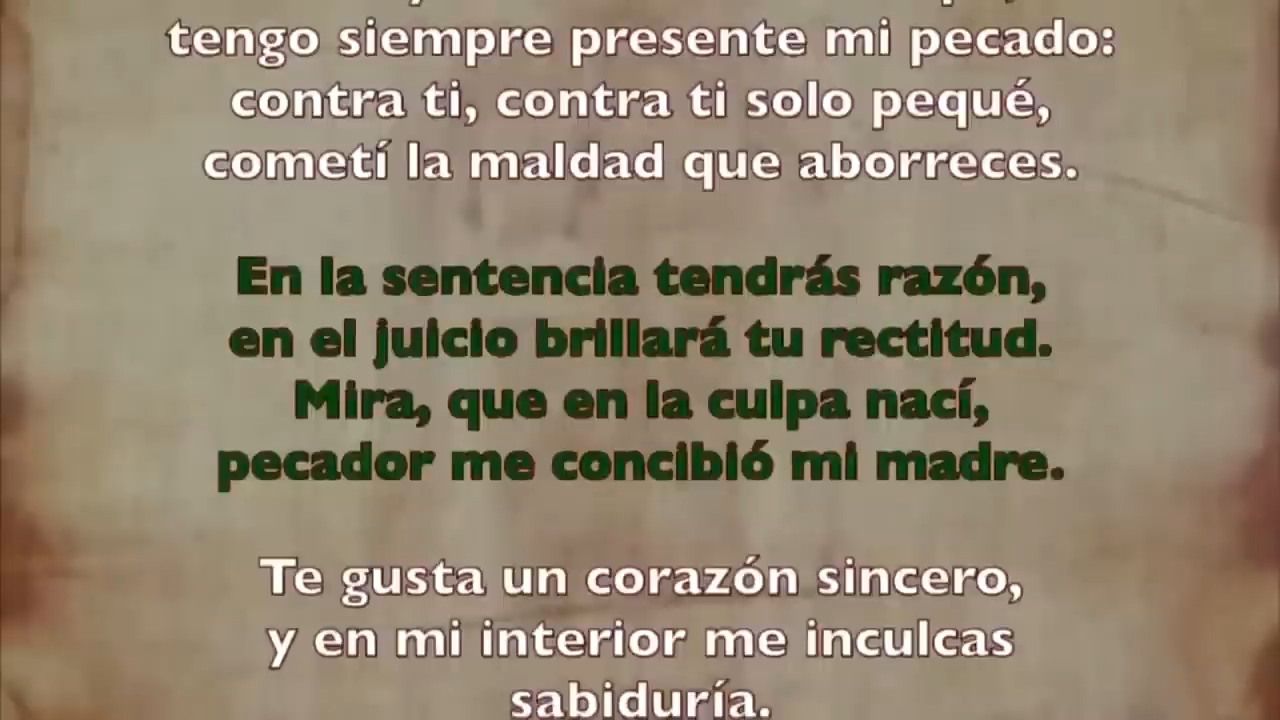 tengo siempre presente mi pecado:
contra ti, contra ti solo pequé,
cometí la maldad que aborreces.
En la sentencia tendrás razón,
en el juicio brillará tu rectitud.
Mira, que en la culpa nací,
pecador me concibió mi madre.
Te gusta un corazón sincero,
y en mi interior me inculcas
sabiduría.